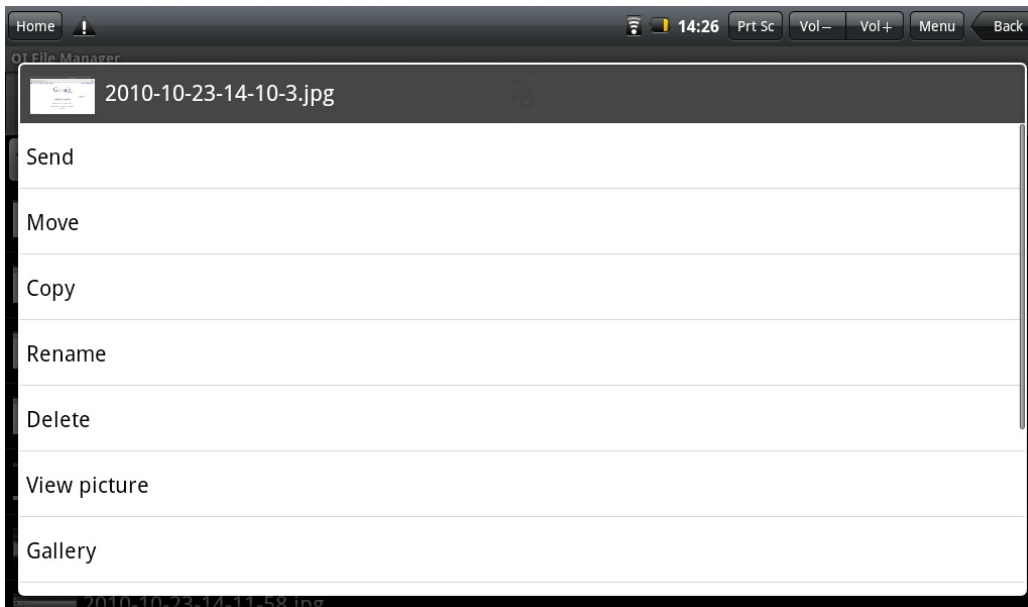 Home 14:26 Prt Sc Vol- Vol+ Menu Back
OI File Manager
2010-10-23-14-10-3.jpg
Send
Move
Copy
Rename
Delete
View picture
Gallery
2010-10-23-14-11-58.jpg